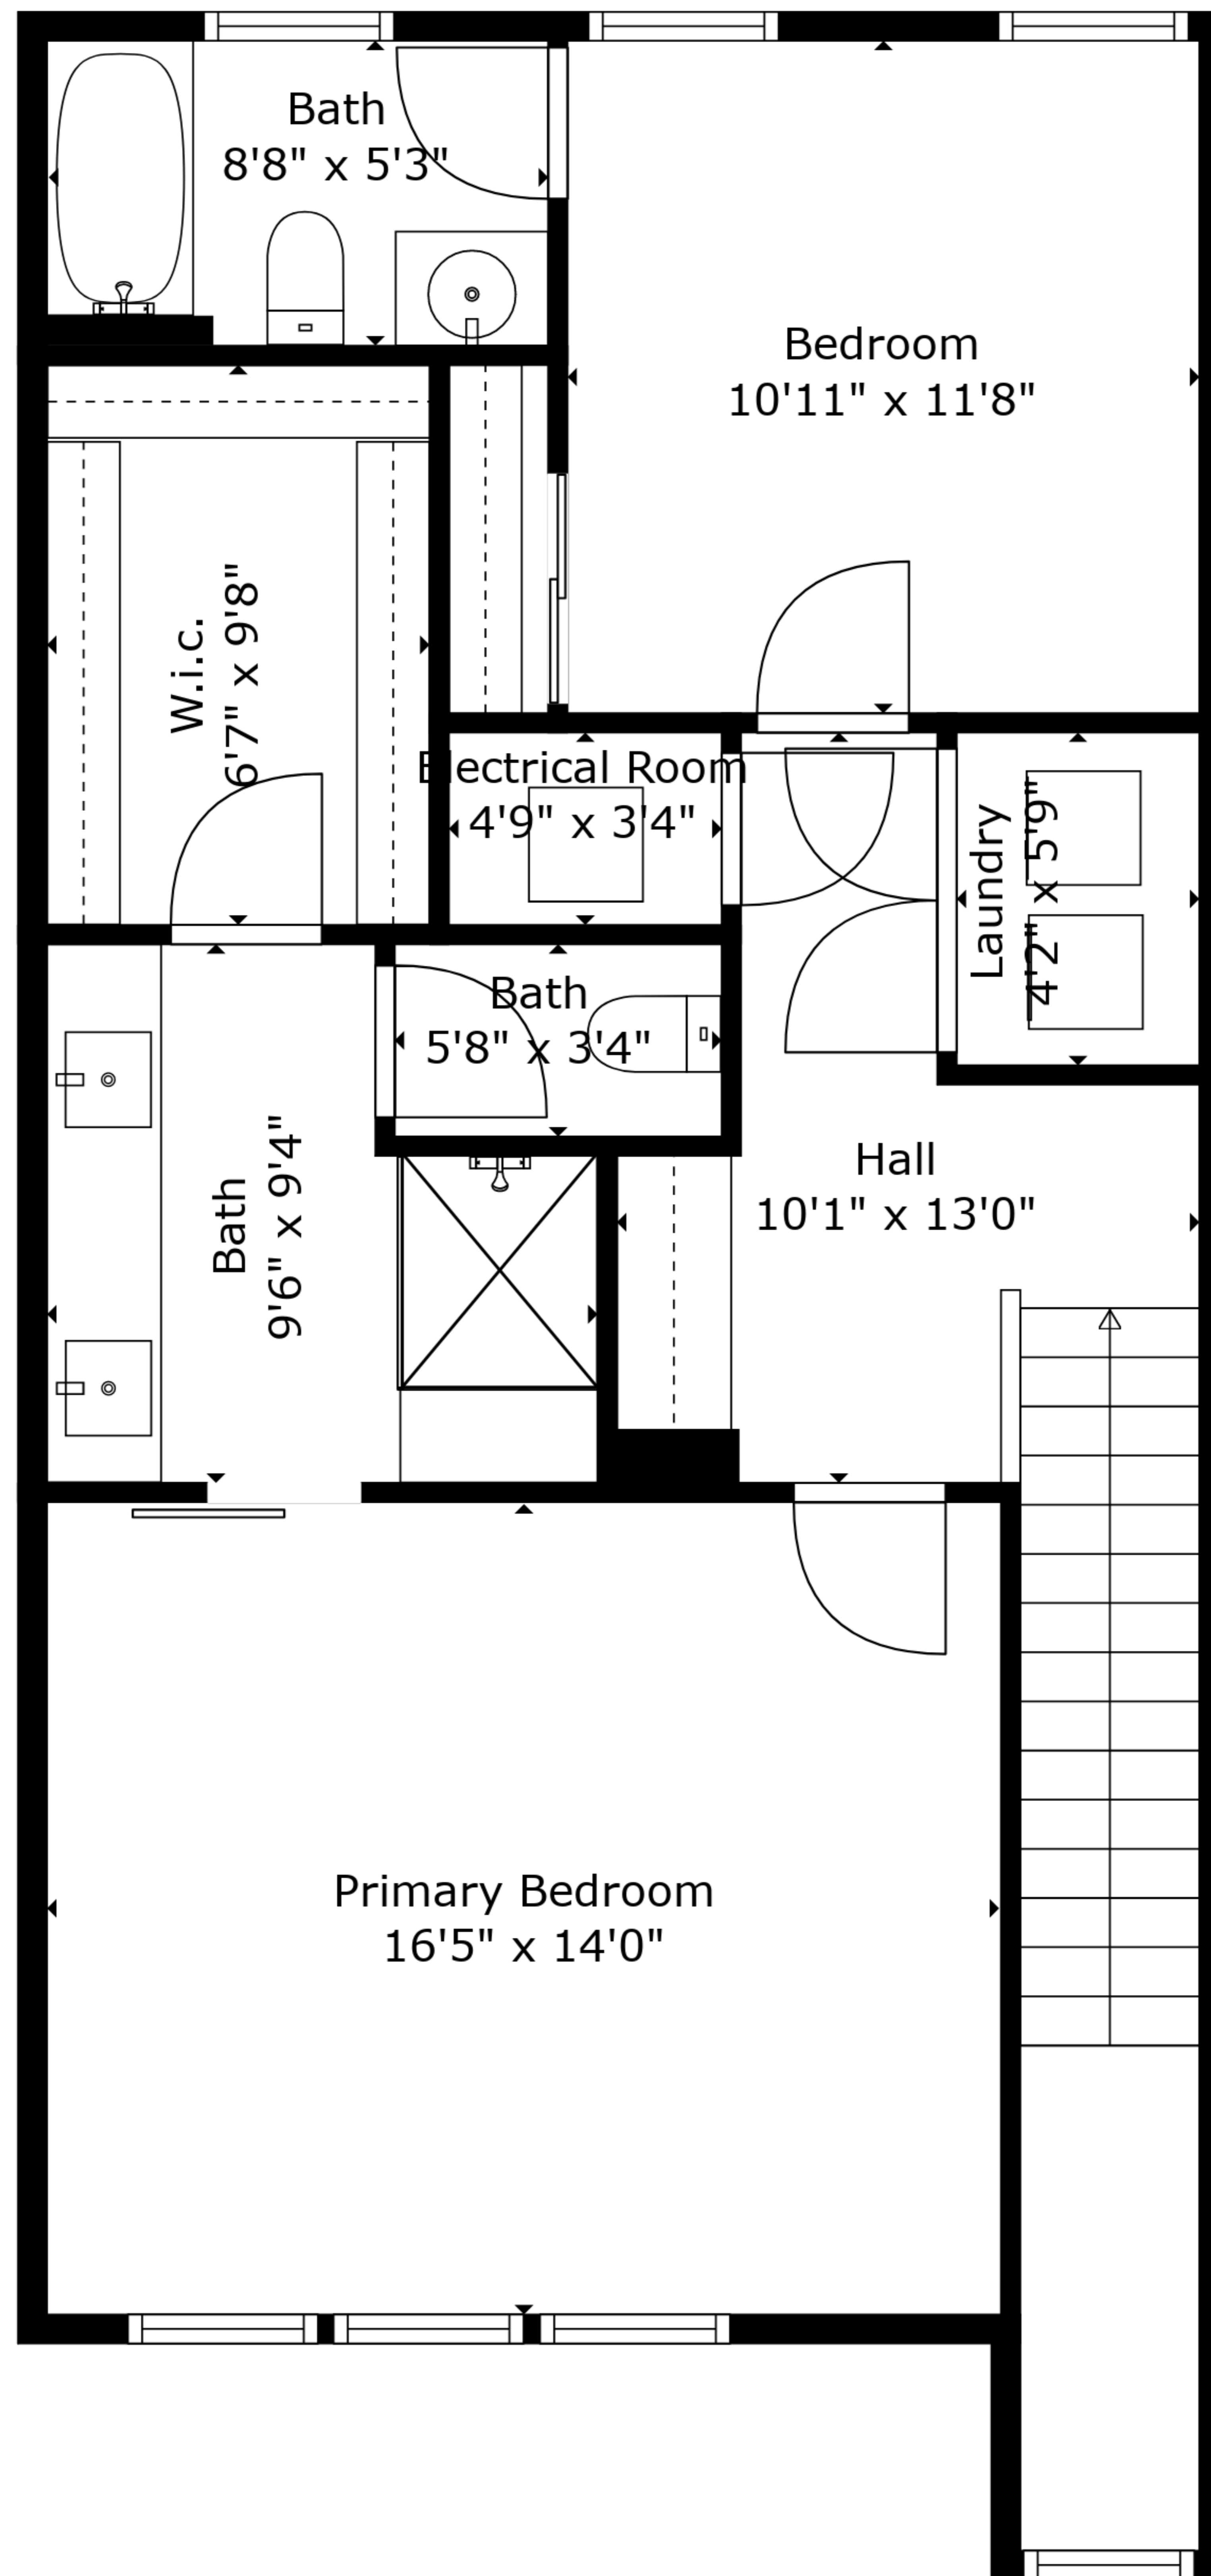 Bath
8'8" x 5'3"
Bedroom
10'11" x 11'8"
W.i.c.
6'7" x 9'8"
Electrical Room
4'9" x 3'4"
Laundry
4'2" x 5'9"
Bath
5'8" x 3'4"
Hall
10'1" x 13'0"
Bath
9'6" x 9'4"
Primary Bedroom
16'5" x 14'0"